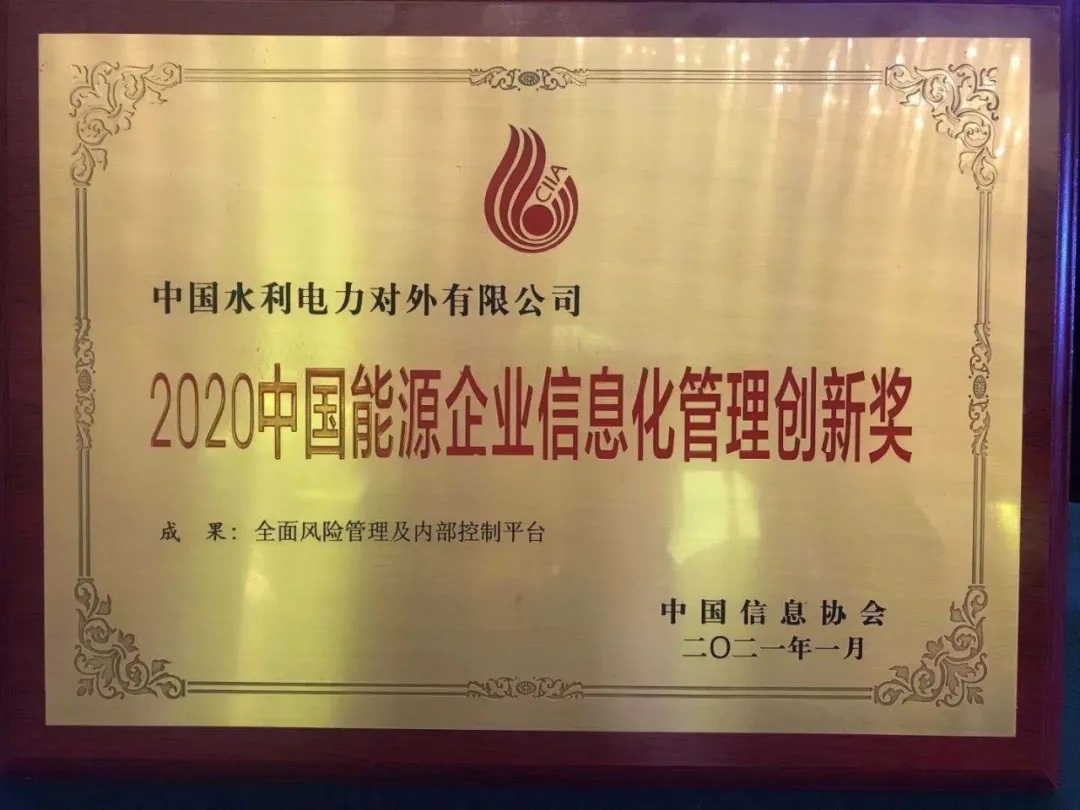 CIIA
中国水利电力对外有限公司
2020中国能源企业信息化管理创新奖
成 果：全面风险管理及内部控制平台
中国信息协会
二〇二一年一月